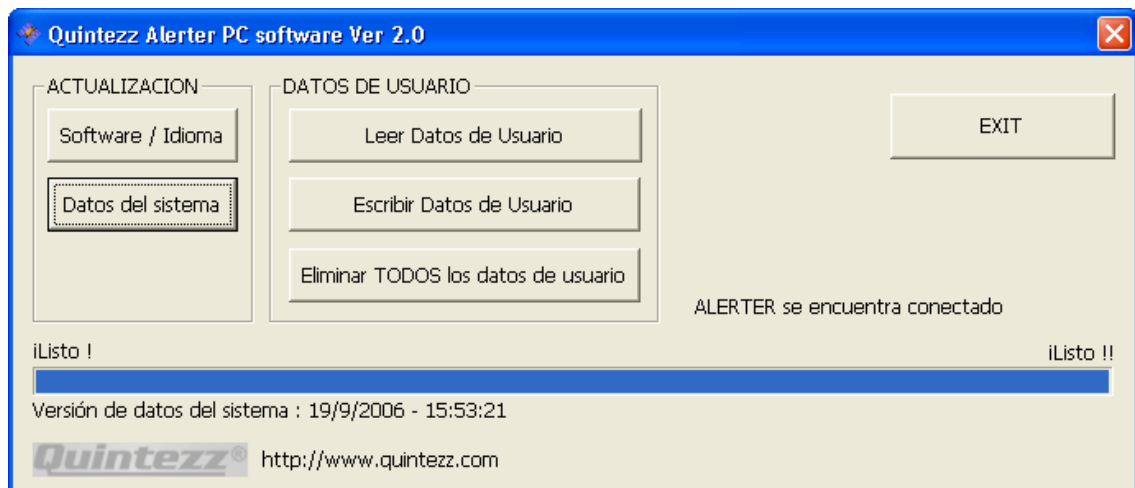 Quintezz Alerter PC software Ver 2.0
ACTUALIZACION
Software / Idioma
Datos del sistema
DATOS DE USUARIO
Leer Datos de Usuario
Escribir Datos de Usuario
Eliminar TODOS los datos de usuario
EXIT
ALERTER se encuentra conectado
¡Listo !
¡Listo !!
Versión de datos del sistema : 19/9/2006 - 15:53:21
Quintezz®
http://www.quintezz.com